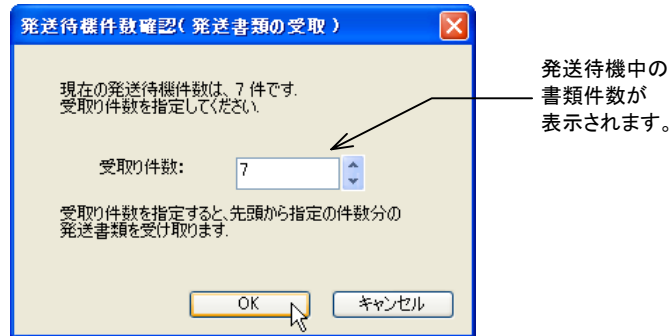 発送待機件数確認( 発送書類の受取 )
現在の発送待機件数は、7 件です.
受取り件数を指定してください.
受取り件数:
7
受取り件数を指定すると、先頭から指定の件数分の
発送書類を受け取ります.
OK
キャンセル
発送待機中の
書類件数が
表示されます。